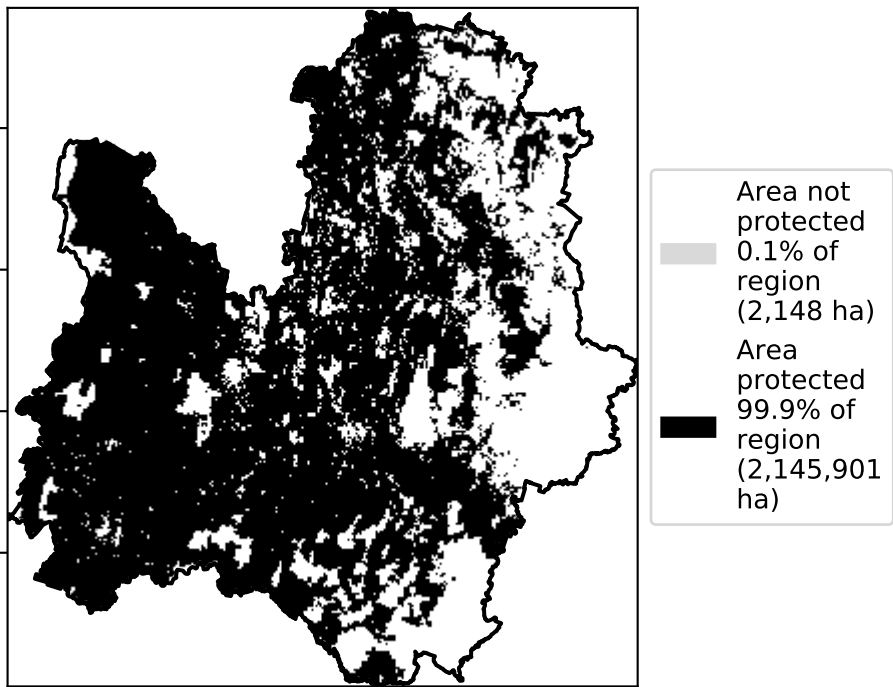 Area not
protected
0.1% of
region
(2,148 ha)
Area
protected
99.9% of
region
(2,145,901
ha)